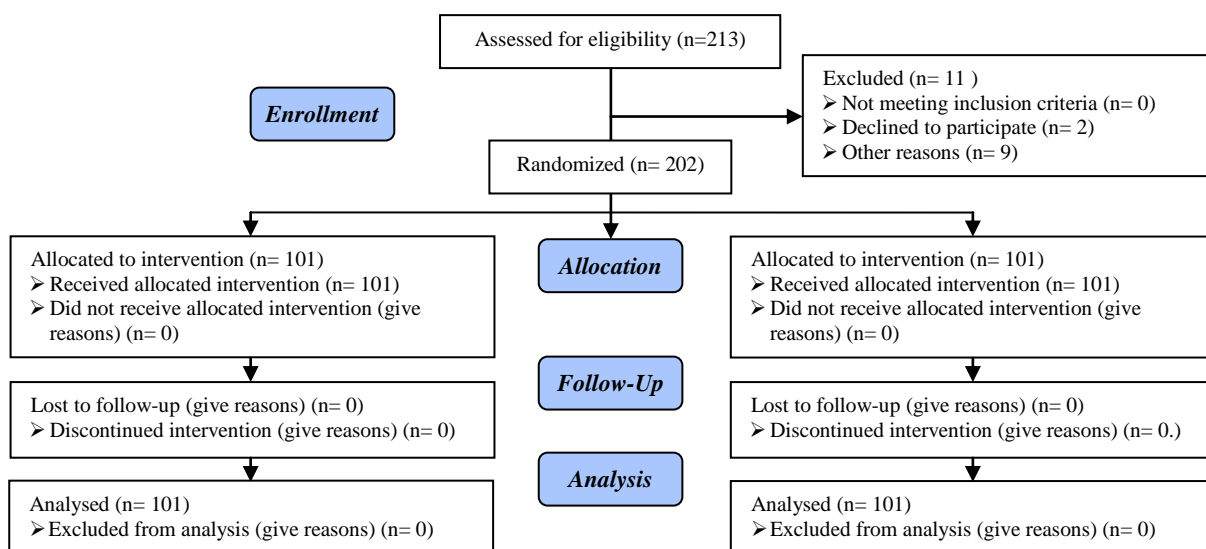 Assessed for eligibility (n=213)
Excluded (n= 11 )
➢ Not meeting inclusion criteria (n= 0)
➢ Declined to participate (n= 2)
➢ Other reasons (n= 9)
Enrollment
Randomized (n= 202)
Allocated to intervention (n= 101)
➢ Received allocated intervention (n= 101)
➢ Did not receive allocated intervention (give
reasons) (n= 0)
Allocation
Allocated to intervention (n= 101)
➢ Received allocated intervention (n= 101)
➢ Did not receive allocated intervention (give
reasons) (n= 0)
Follow-Up
Lost to follow-up (give reasons) (n= 0)
➢ Discontinued intervention (give reasons) (n= 0)
Lost to follow-up (give reasons) (n= 0)
➢ Discontinued intervention (give reasons) (n= 0.)
Analysis
Analysed (n= 101)
➢ Excluded from analysis (give reasons) (n= 0)
Analysed (n= 101)
➢ Excluded from analysis (give reasons) (n= 0)